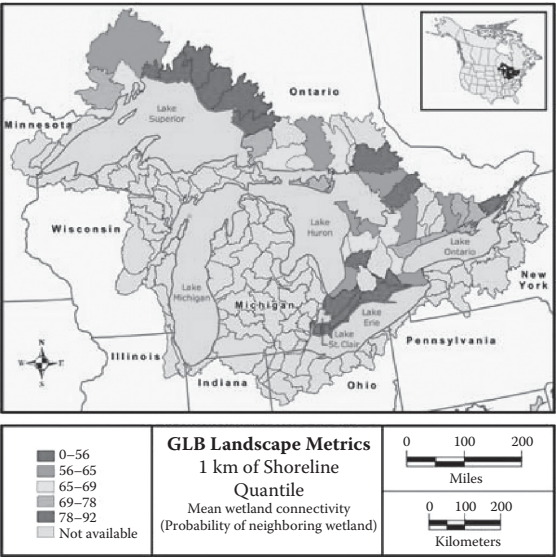 Ontario
Minnesota
Lake
Superior
Wisconsin
Lake
Huron
Lake
Ontario
New
York
Lake
Michigan
Michigan
Lake
Erie
Lake
St. Clair
Pennsylvania
Illinois
Indiana
Ohio
N
W
E
S
0–56
56–65
65–69
69–78
78–92
Not available
GLB Landscape Metrics
1 km of Shoreline
Quantile
Mean wetland connectivity
(Probability of neighboring wetland)
0 100 200
Miles
0 100 200
Kilometers